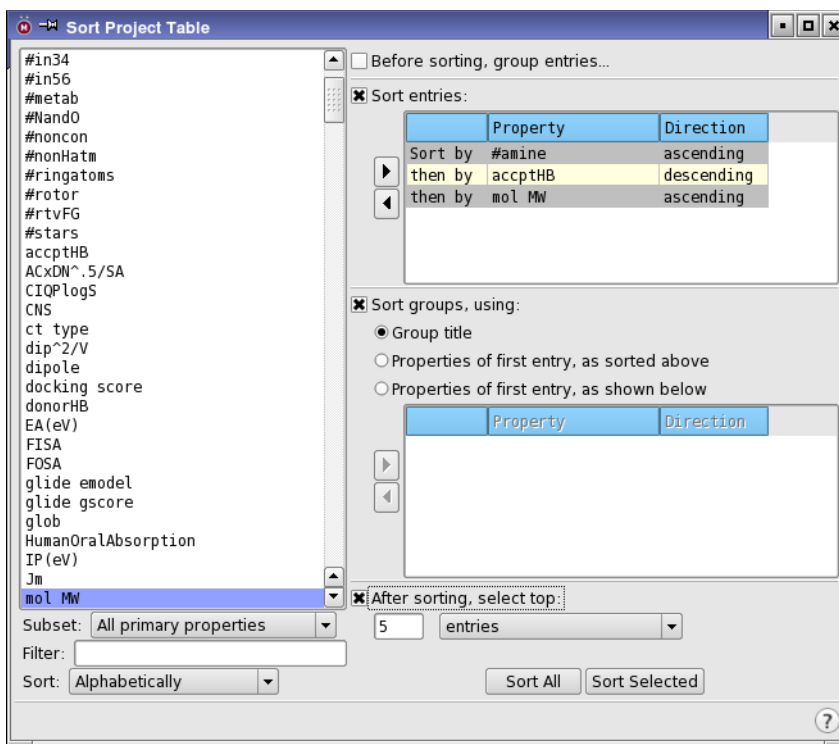 Sort Project Table
#in34
#in56
#metab
#NandO
#noncon
#nonHatm
#ringatoms
#rotor
#rtvFG
#stars
accptHB
ACxDN^.5/SA
CIQPlogS
CNS
ct type
dip^2/V
dipole
docking score
donorHB
EA(eV)
FISA
FOSA
glide emodel
glide gscore
glob
HumanOralAbsorption
IP(eV)
Jm
mol MW
Subset: All primary properties
Filter:
Sort: Alphabetically
Before sorting, group entries...
Sort entries:
Property Direction
Sort by #amine ascending
then by accptHB descending
then by mol MW ascending
Sort groups, using:
Group title
Properties of first entry, as sorted above
Properties of first entry, as shown below
Property Direction
After sorting, select top:
5 entries
Sort All Sort Selected
?